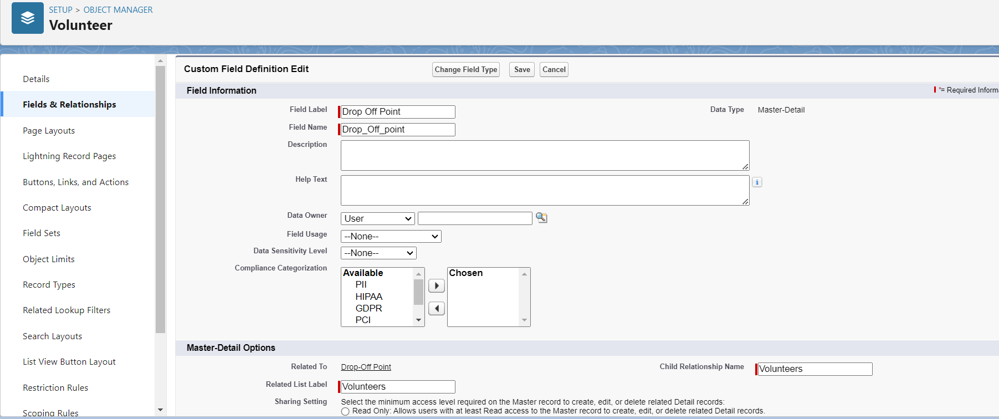 SETUP > OBJECT MANAGER
Volunteer
Details
Fields & Relationships
Page Layouts
Lightning Record Pages
Buttons, Links, and Actions
Compact Layouts
Field Sets
Object Limits
Record Types
Related Lookup Filters
Search Layouts
List View Button Layout
Restriction Rules
Scoping Rules
Custom Field Definition Edit
Change Field Type Save Cancel
Field Information
*= Required Informa
Field Label Drop Off Point
Data Type Master-Detail
Field Name Drop_Off_point
Description
Help Text
i
Data Owner User
Field Usage --None--
Data Sensitivity Level --None--
Compliance Categorization
Available
PII
HIPAA
GDPR
PCI
Chosen
Master-Detail Options
Related To Drop-Off Point
Child Relationship Name Volunteers
Related List Label Volunteers
Sharing Setting Select the minimum access level required on the Master record to create, edit, or delete related Detail records:
Read Only: Allows users with at least Read access to the Master record to create, edit, or delete related Detail records.